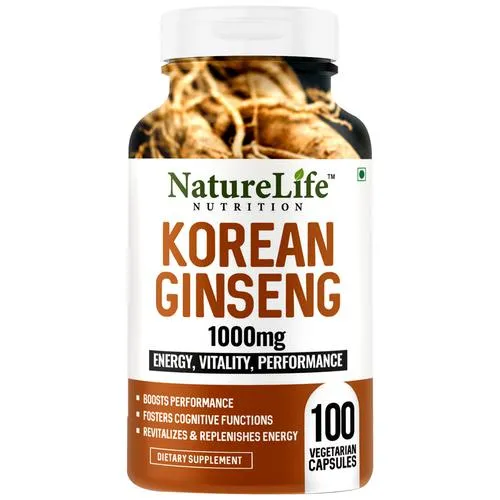 NatureLife™
NUTRITION
KOREAN
GINSENG
1000mg
ENERGY, VITALITY, PERFORMANCE
• BOOSTS PERFORMANCE
• FOSTERS COGNITIVE FUNCTIONS
• REVITALIZES & REPLENISHES ENERGY
DIETARY SUPPLEMENT
100
VEGETARIAN
CAPSULES